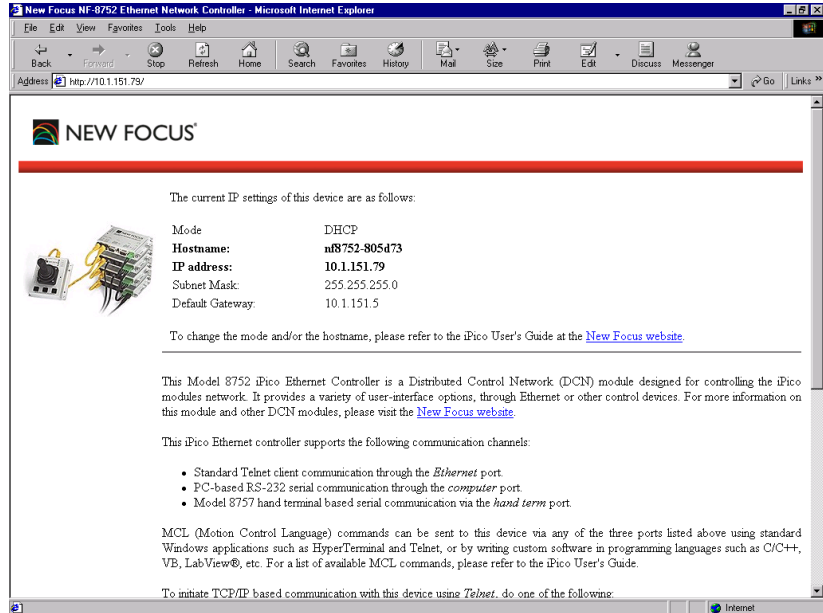 New Focus NF-8752 Ethernet Network Controller - Microsoft Internet Explorer
File Edit View Favorites Tools Help
Back Forward Stop Refresh Home Search Favorites History Mail Size Print Edit Discuss Messenger
Address http://10.1.151.79/ Go Links »
NEW FOCUS®
The current IP settings of this device are as follows:
Mode DHCP
Hostname: nf8752-805d73
IP address: 10.1.151.79
Subnet Mask: 255.255.255.0
Default Gateway: 10.1.151.5
To change the mode and/or the hostname, please refer to the iPico User's Guide at the New Focus website.
This Model 8752 iPico Ethernet Controller is a Distributed Control Network (DCN) module designed for controlling the iPico
modules network. It provides a variety of user-interface options, through Ethernet or other control devices. For more information on
this module and other DCN modules, please visit the New Focus website.
This iPico Ethernet controller supports the following communication channels:
• Standard Telnet client communication through the Ethernet port.
• PC-based RS-232 serial communication through the computer port.
• Model 8757 hand terminal based serial communication via the hand term port.
MCL (Motion Control Language) commands can be sent to this device via any of the three ports listed above using standard
Windows applications such as HyperTerminal and Telnet, or by writing custom software in programming languages such as C/C++,
VB, LabView®, etc. For a list of available MCL commands, please refer to the iPico User's Guide.
To initiate TCP/IP based communication with this device using Telnet, do one of the following:
Internet